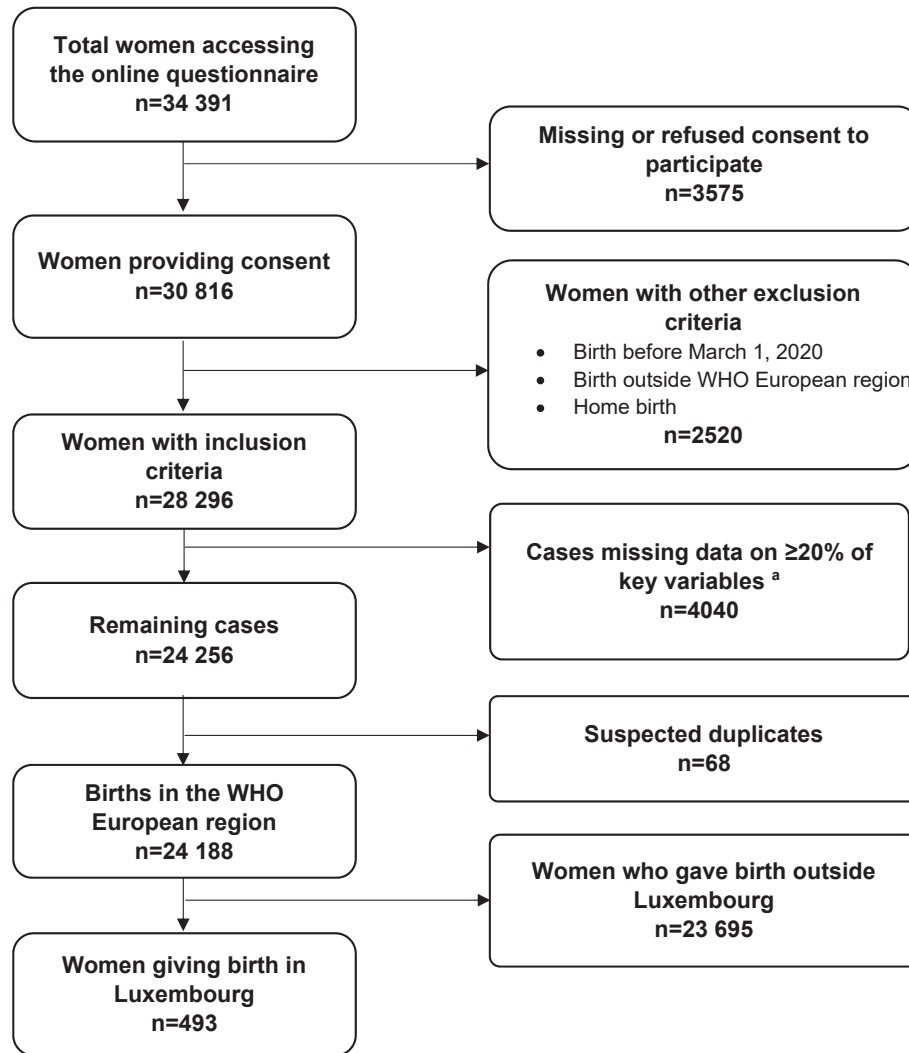 Total women accessing
the online questionnaire
n=34 391
Missing or refused consent to
participate
n=3575
Women providing consent
n=30 816
Women with other exclusion
criteria
• Birth before March 1, 2020
• Birth outside WHO European region
• Home birth
n=2520
Women with inclusion
criteria
n=28 296
Cases missing data on ≥20% of
key variables ª
n=4040
Remaining cases
n=24 256
Suspected duplicates
n=68
Births in the WHO
European region
n=24 188
Women who gave birth outside
Luxembourg
n=23 695
Women giving birth in
Luxembourg
n=493